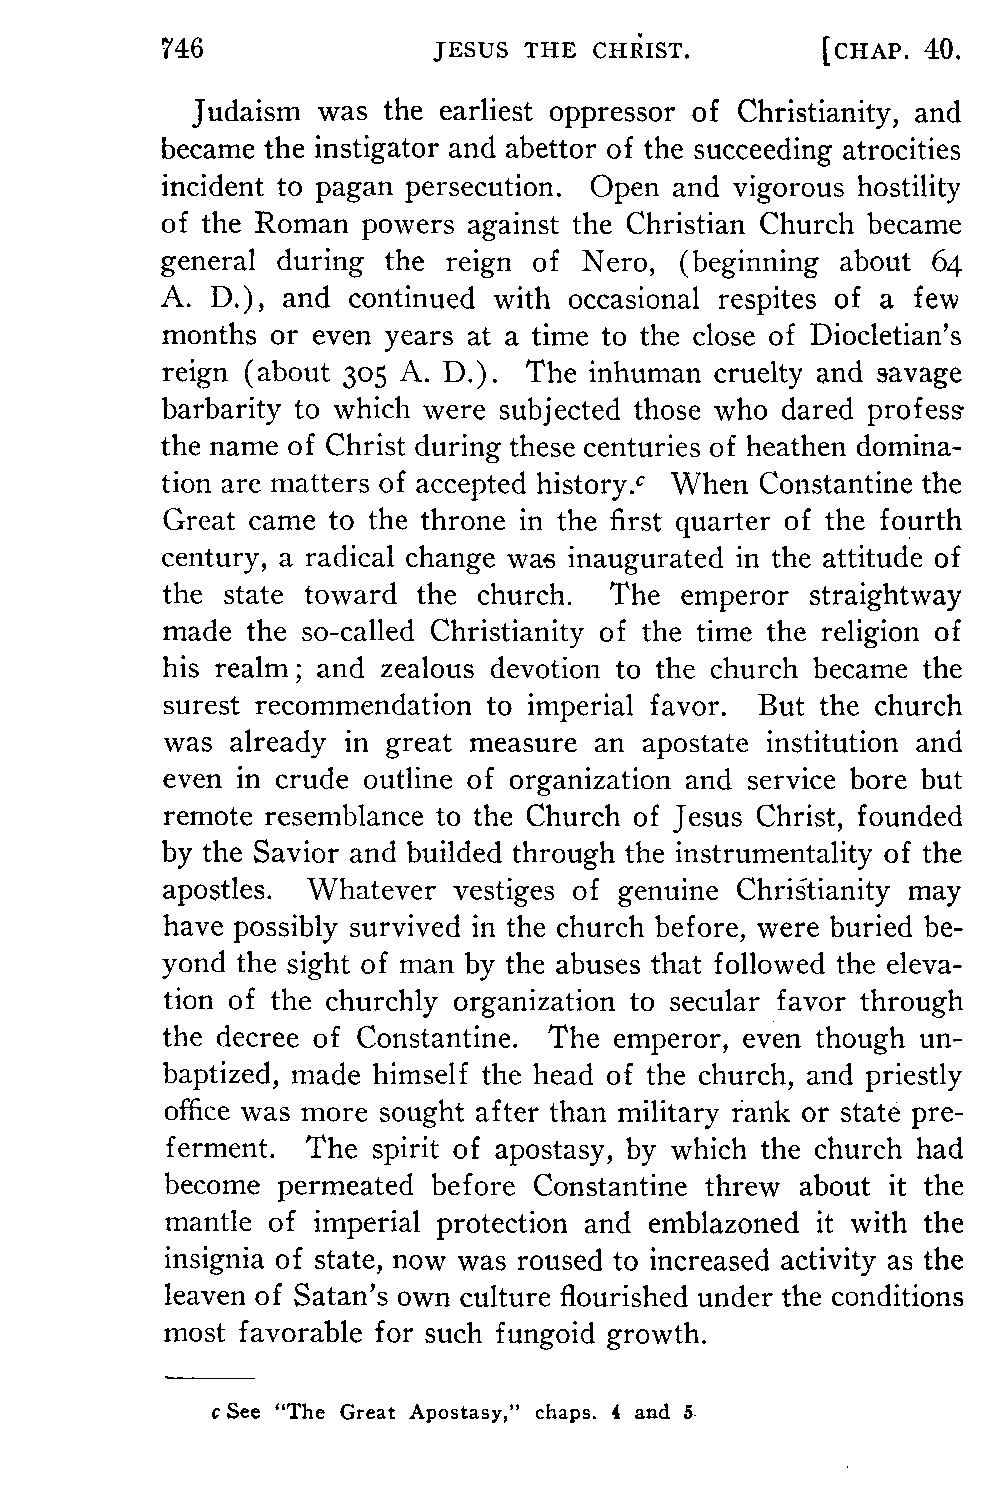 746 JESUS THE CHRIST. [CHAP. 40.
Judaism was the earliest oppressor of Christianity, and
became the instigator and abettor of the succeeding atrocities
incident to pagan persecution. Open and vigorous hostility
of the Roman powers against the Christian Church became
general during the reign of Nero, (beginning about 64
A. D.), and continued with occasional respites of a few
months or even years at a time to the close of Diocletian's
reign (about 305 A. D.). The inhuman cruelty and savage
barbarity to which were subjected those who dared profess
the name of Christ during these centuries of heathen domina-
tion are matters of accepted history.c When Constantine the
Great came to the throne in the first quarter of the fourth
century, a radical change was inaugurated in the attitude of
the state toward the church. The emperor straightway
made the so-called Christianity of the time the religion of
his realm; and zealous devotion to the church became the
surest recommendation to imperial favor. But the church
was already in great measure an apostate institution and
even in crude outline of organization and service bore but
remote resemblance to the Church of Jesus Christ, founded
by the Savior and builded through the instrumentality of the
apostles. Whatever vestiges of genuine Christianity may
have possibly survived in the church before, were buried be-
yond the sight of man by the abuses that followed the eleva-
tion of the churchly organization to secular favor through
the decree of Constantine. The emperor, even though un-
baptized, made himself the head of the church, and priestly
office was more sought after than military rank or state pre-
ferment. The spirit of apostasy, by which the church had
become permeated before Constantine threw about it the
mantle of imperial protection and emblazoned it with the
insignia of state, now was roused to increased activity as the
leaven of Satan's own culture flourished under the conditions
most favorable for such fungoid growth.
c See "The Great Apostasy," chaps. 4 and 5.